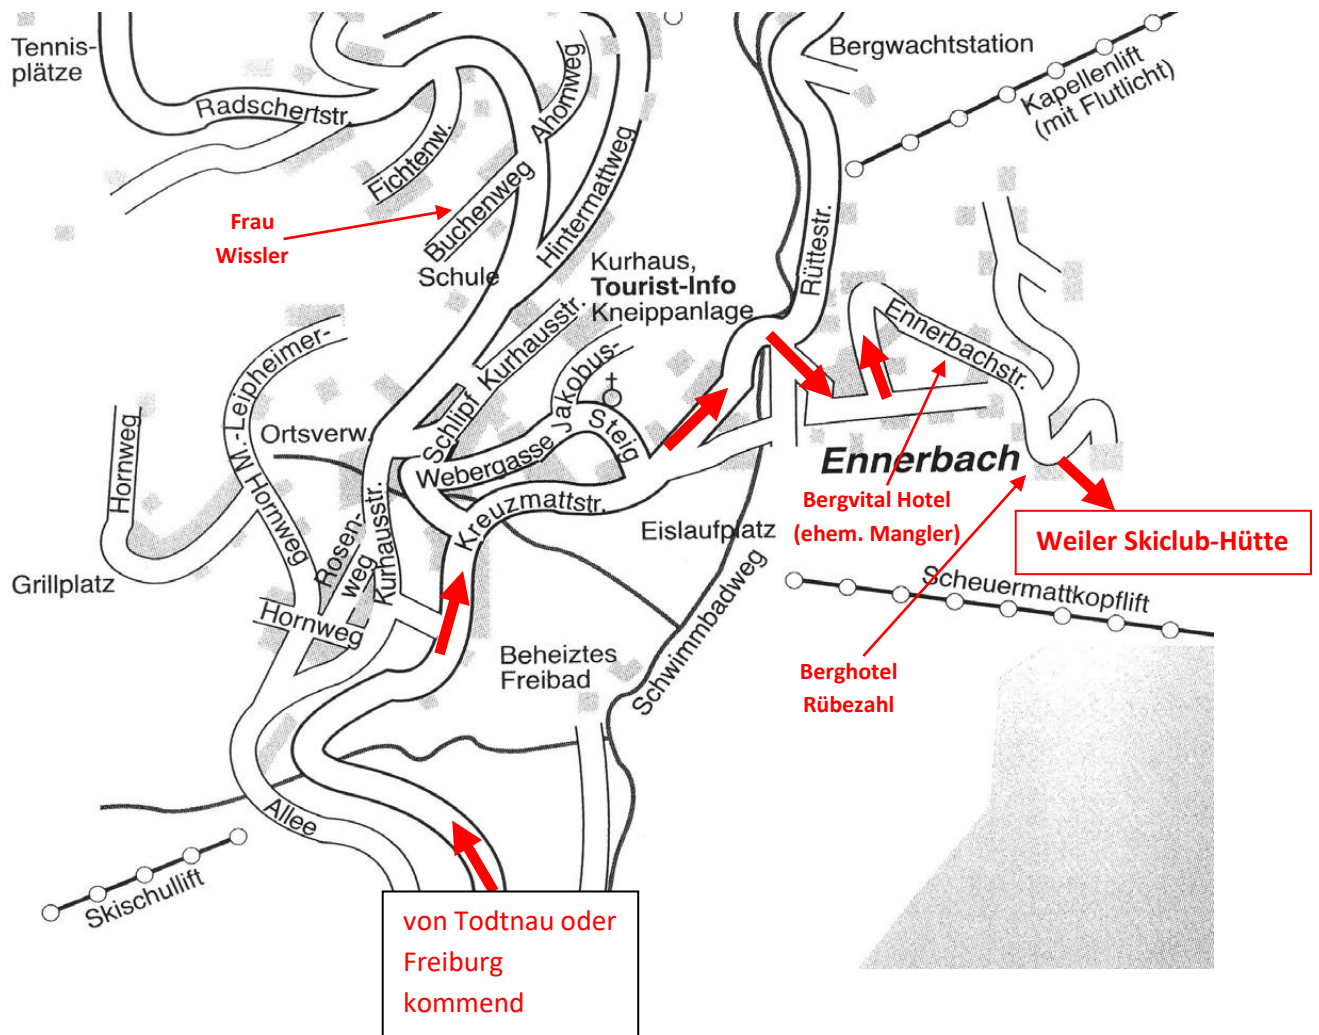 Tennis-
plätze
Radschertstr.
Fichtenw.
Buchenweg
Ahornweg
Hintermattweg
Frau
Wissler
Schule
Bergwachtstation
Kapellenlift
(mit Flutlicht)
Rüttestr.
Kurhaus,
Tourist-Info
Kneippanlage
Ennerbachstr.
Kurhausstr.
Schlipf
Jakobus-
Steig
Webergasse
M.-Leipheimer-
Ortsverw.
Hornweg
Hornweg
Rosen-
weg
Kurhausstr.
Kreuzmattstr.
Grillplatz
Hornweg
Ennerbach
Bergvital Hotel
(ehem. Mangler)
Eislaufplatz
Weiler Skiclub-Hütte
Scheuermattkopflift
Schwimmbadweg
Beheiztes
Freibad
Berghotel
Rübezahl
Allee
Skischullift
von Todtnau oder
Freiburg
kommend